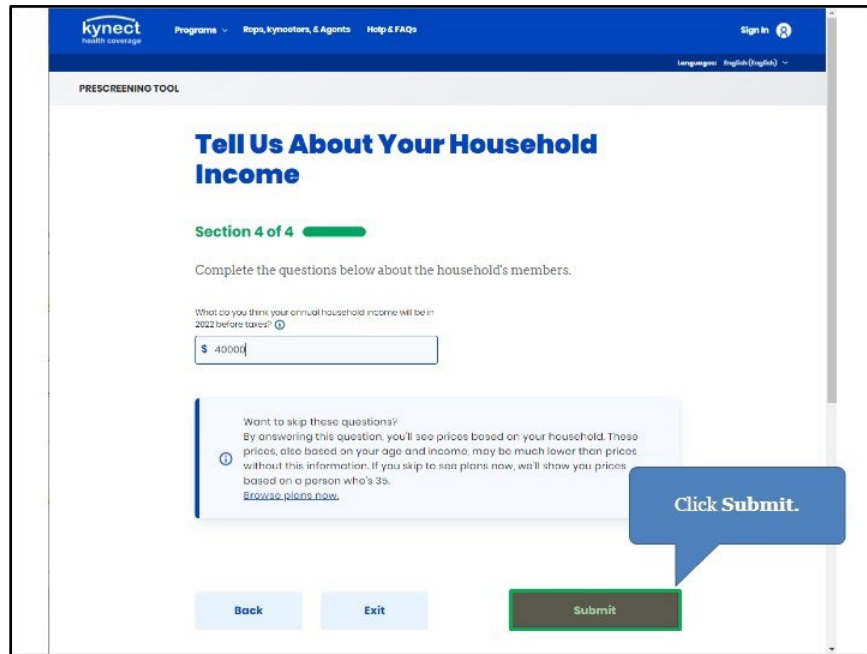 kynect
health coverage
Programs
Reps, kynectors, & Agents
Help & FAQs
Sign In
Languages: English (English)
PRESCREENING TOOL
Tell Us About Your Household
Income
Section 4 of 4
Complete the questions below about the household's members.
What do you think your annual household income will be in
2022 before taxes?
$ 40000
Want to skip these questions?
By answering this question, you'll see prices based on your household. These
prices, also based on your age and income, may be much lower than prices
without this information. If you skip to see plans now, we'll show you prices
based on a person who's 35.
Browse plans now.
Click Submit.
Back
Exit
Submit